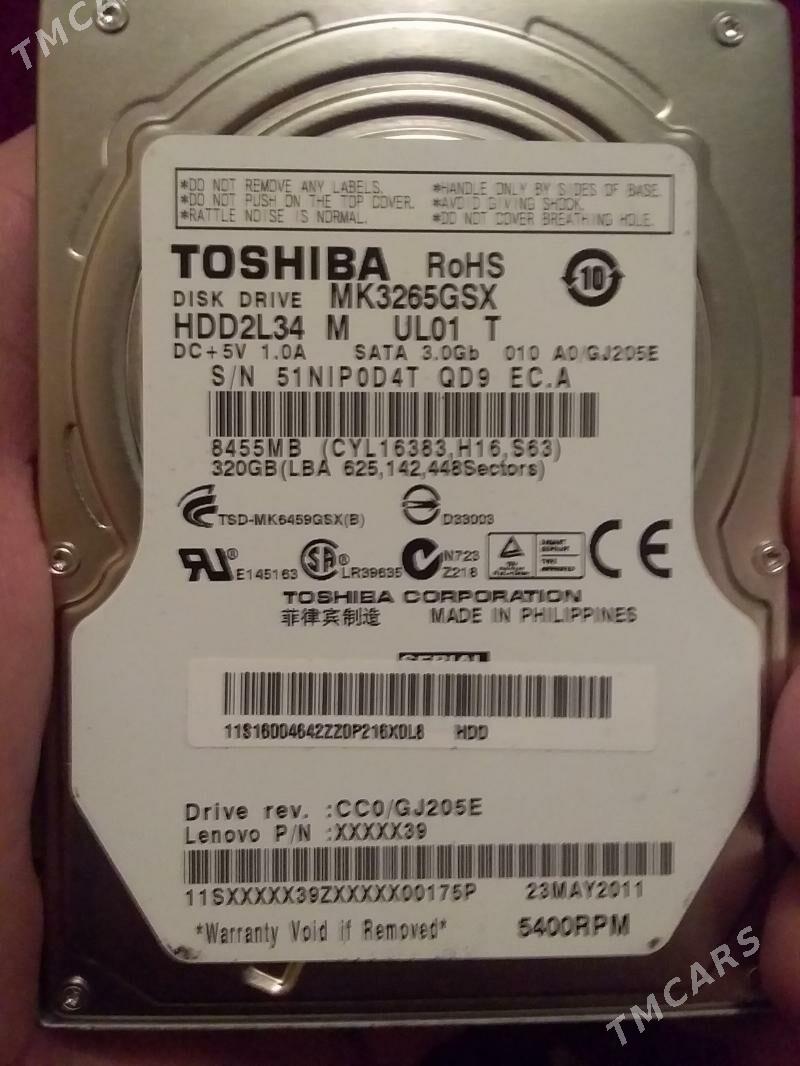 TMCARS
*DO NOT REMOVE ANY LABELS. *HANDLE ONLY BY SIDES OF BASE.
*DO NOT PUSH ON THE TOP COVER. *AVOID GIVING SHOCK.
*RATTLE NOISE IS NORMAL. *DO NOT COVER BREATHING HOLE.
TOSHIBA RoHS 10
DISK DRIVE MK3265GSX
HDD2L34 M UL01 T
DC+5V 1.0A SATA 3.0Gb 010 A0/GJ205E
S/N 51NIP0D4T QD9 EC.A
8455MB (CYL16383,H16,S63)
320GB(LBA 625,142,448Sectors)
TSD-MK6459GSX(B) D33003
E145163 LR39635 N723
Z218 CE
TOSHIBA CORPORATION
菲律宾制造 MADE IN PHILIPPINES
SERIAL
11S16004642ZZ0P216X0L8 HDD
Drive rev. :CC0/GJ205E
Lenovo P/N :XXXXX39
11SXXXXX39ZXXXXX00175P 23MAY2011
*Warranty Void if Removed* 5400RPM
TMCARS